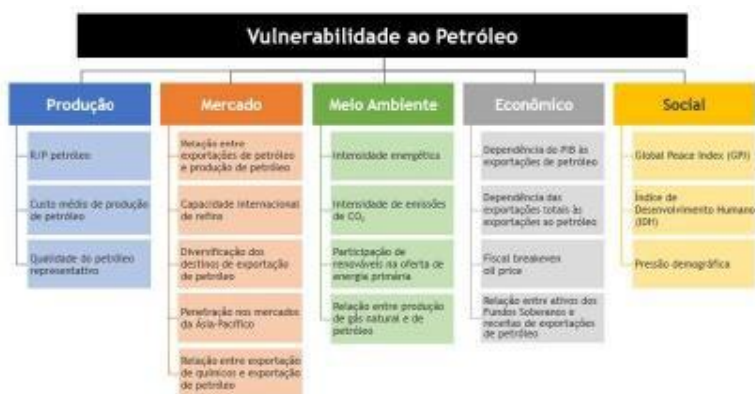 Vulnerabilidade ao Petróleo
Produção
R/P petróleo
Custo médio de produção
de petróleo
Qualidade do petróleo
representativo
Mercado
Relação entre
exportações de petróleo
e produção de petróleo
Capacidade internacional
de refino
Diversificação dos
destinos de exportação
de petróleo
Penetração nos mercados
da Ásia-Pacífico
Relação entre exportação
de químicos e exportação
de petróleo
Meio Ambiente
Intensidade energética
Intensidade de emissões
de CO₂
Participação de
renováveis na oferta de
energia primária
Relação entre produção
de gás natural e de
petróleo
Econômico
Dependência do PIB às
exportações de petróleo
Dependência das
exportações totais às
exportações ao petróleo
Fiscal breakeven
oil price
Relação entre ativos dos
Fundos Soberanos e
receitas de exportações
de petróleo
Social
Global Peace Index (GPI)
Índice de
Desenvolvimento Humano
(IDH)
Pressão demográfica